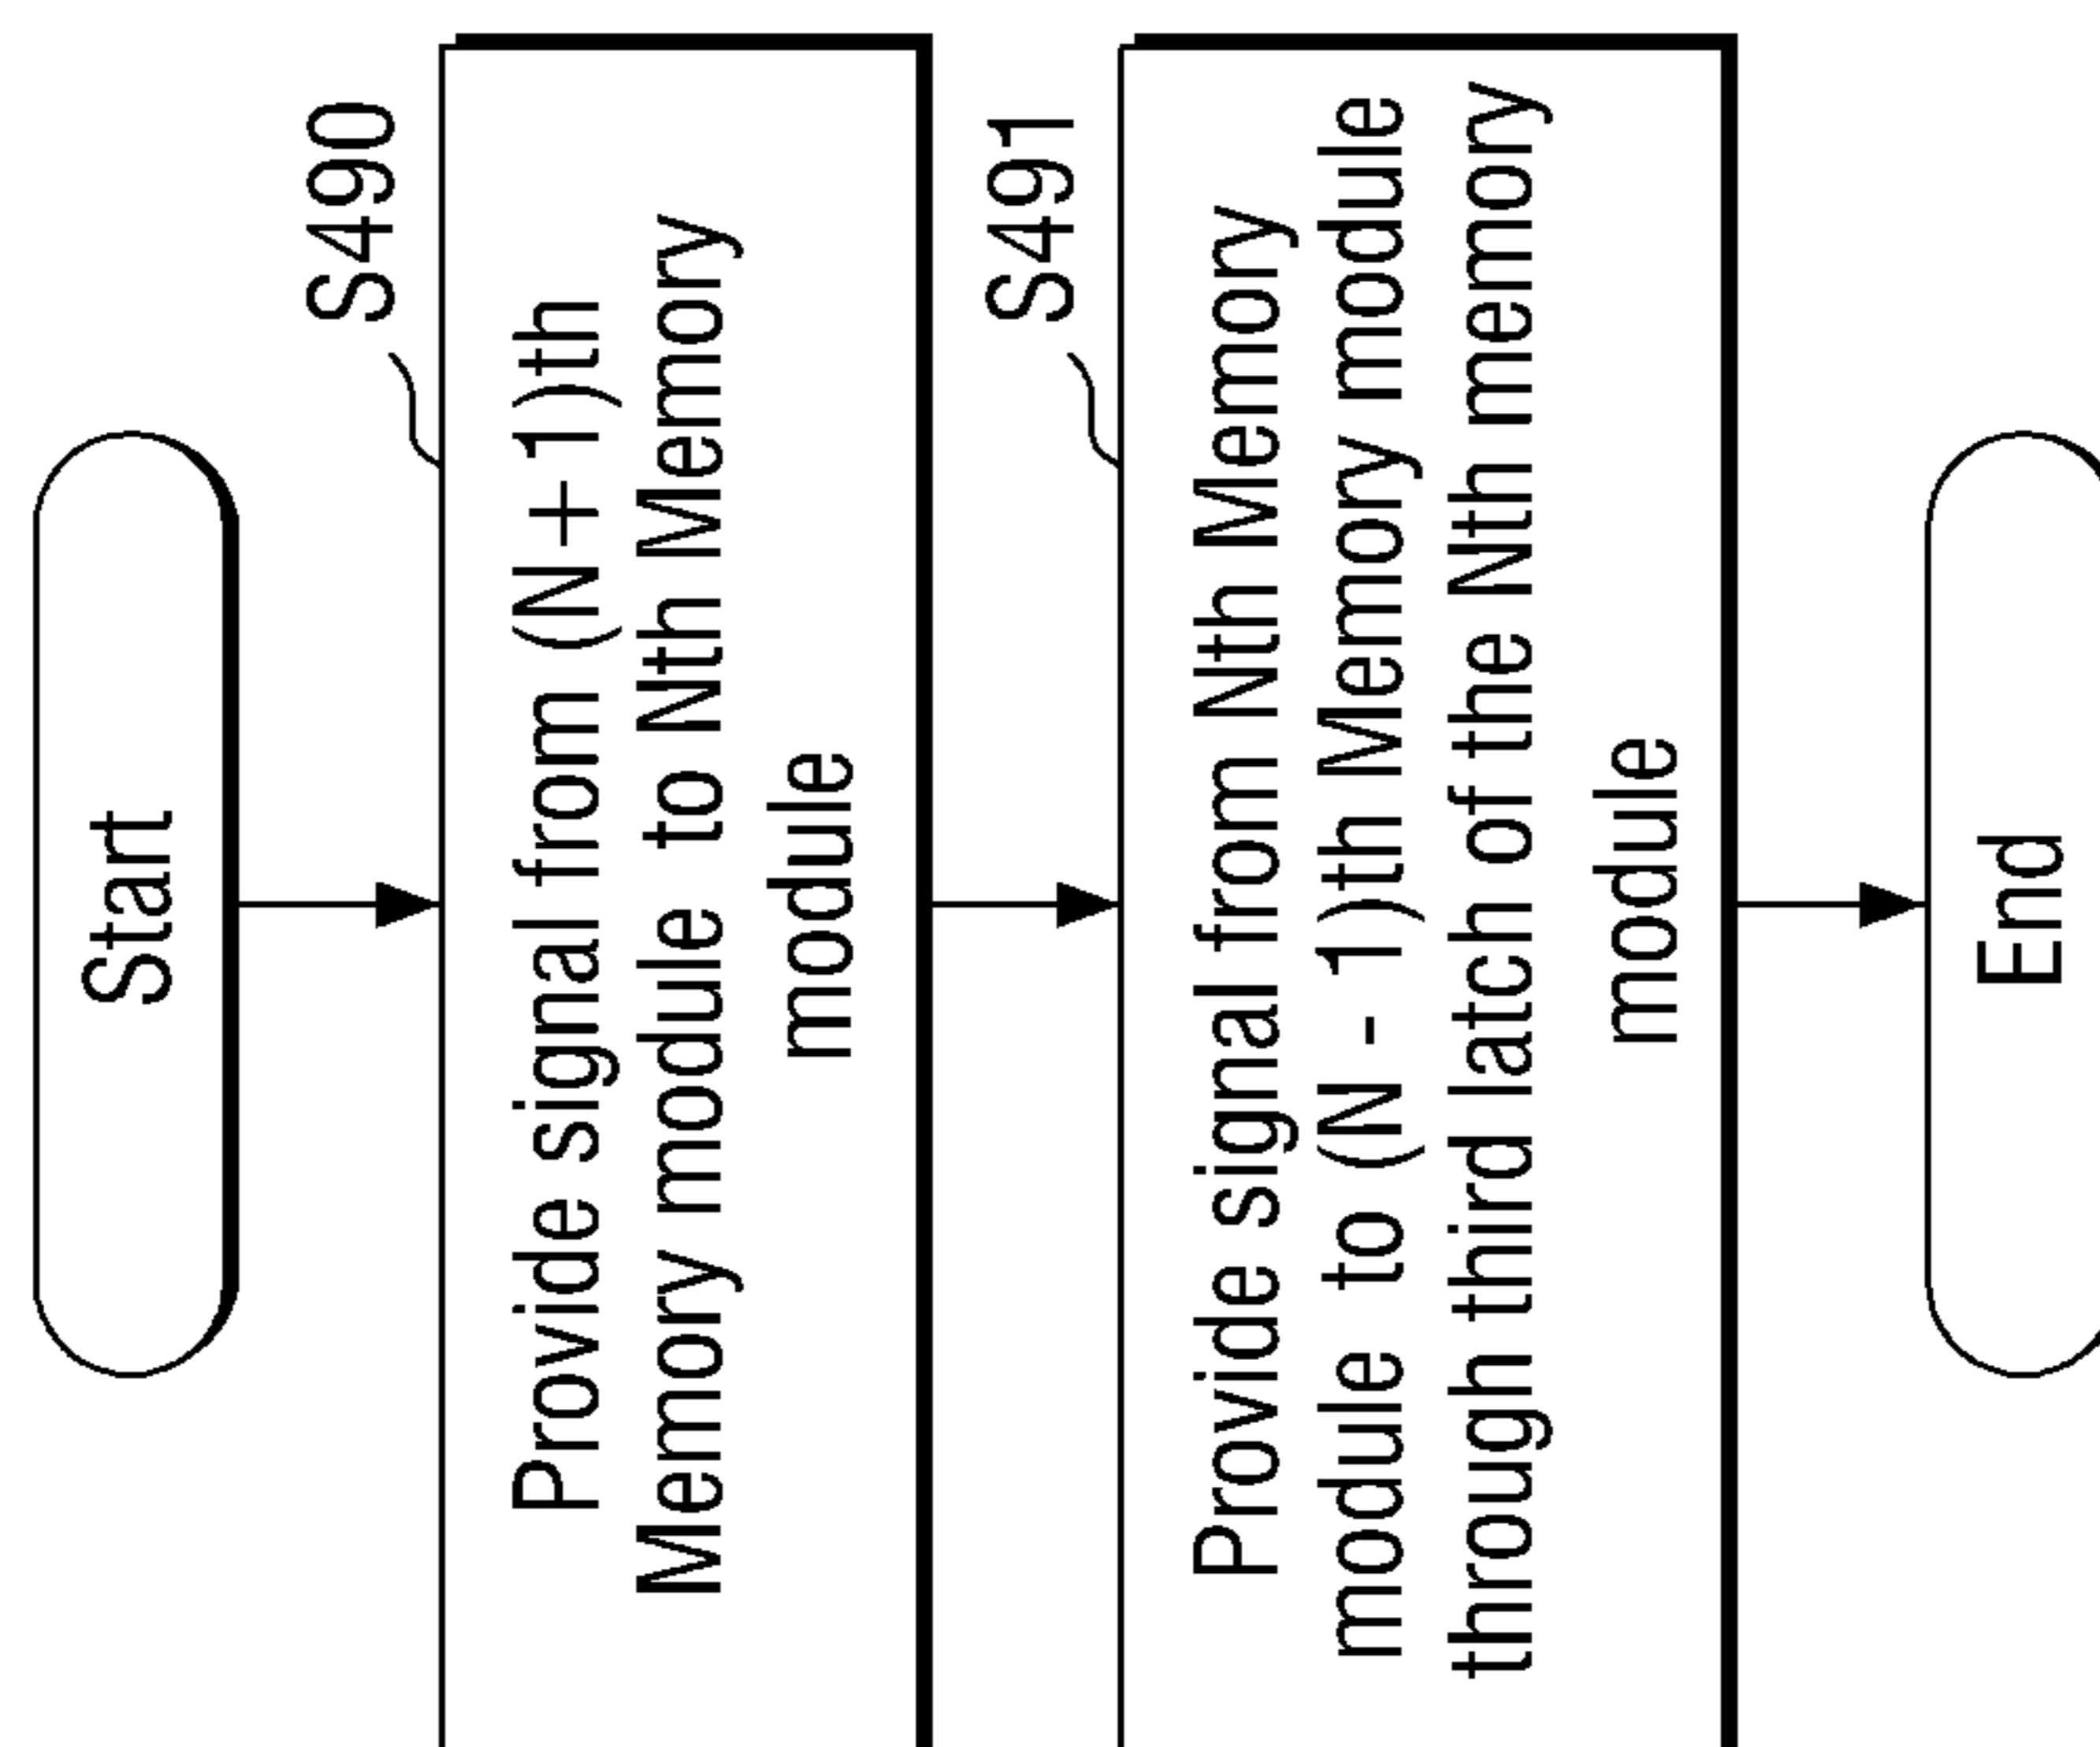 Start
S490
Provide signal from (N + 1)th
Memory module to Nth Memory
module
S491
Provide signal from Nth Memory
module to (N - 1)th Memory module
through third latch of the Nth memory
module
End